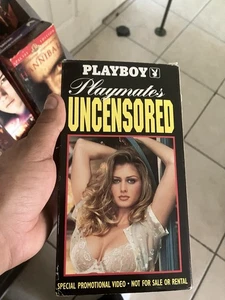 PLAYBOY
Playmates
UNCENSORED
SPECIAL PROMOTIONAL VIDEO • NOT FOR SALE OR RENTAL